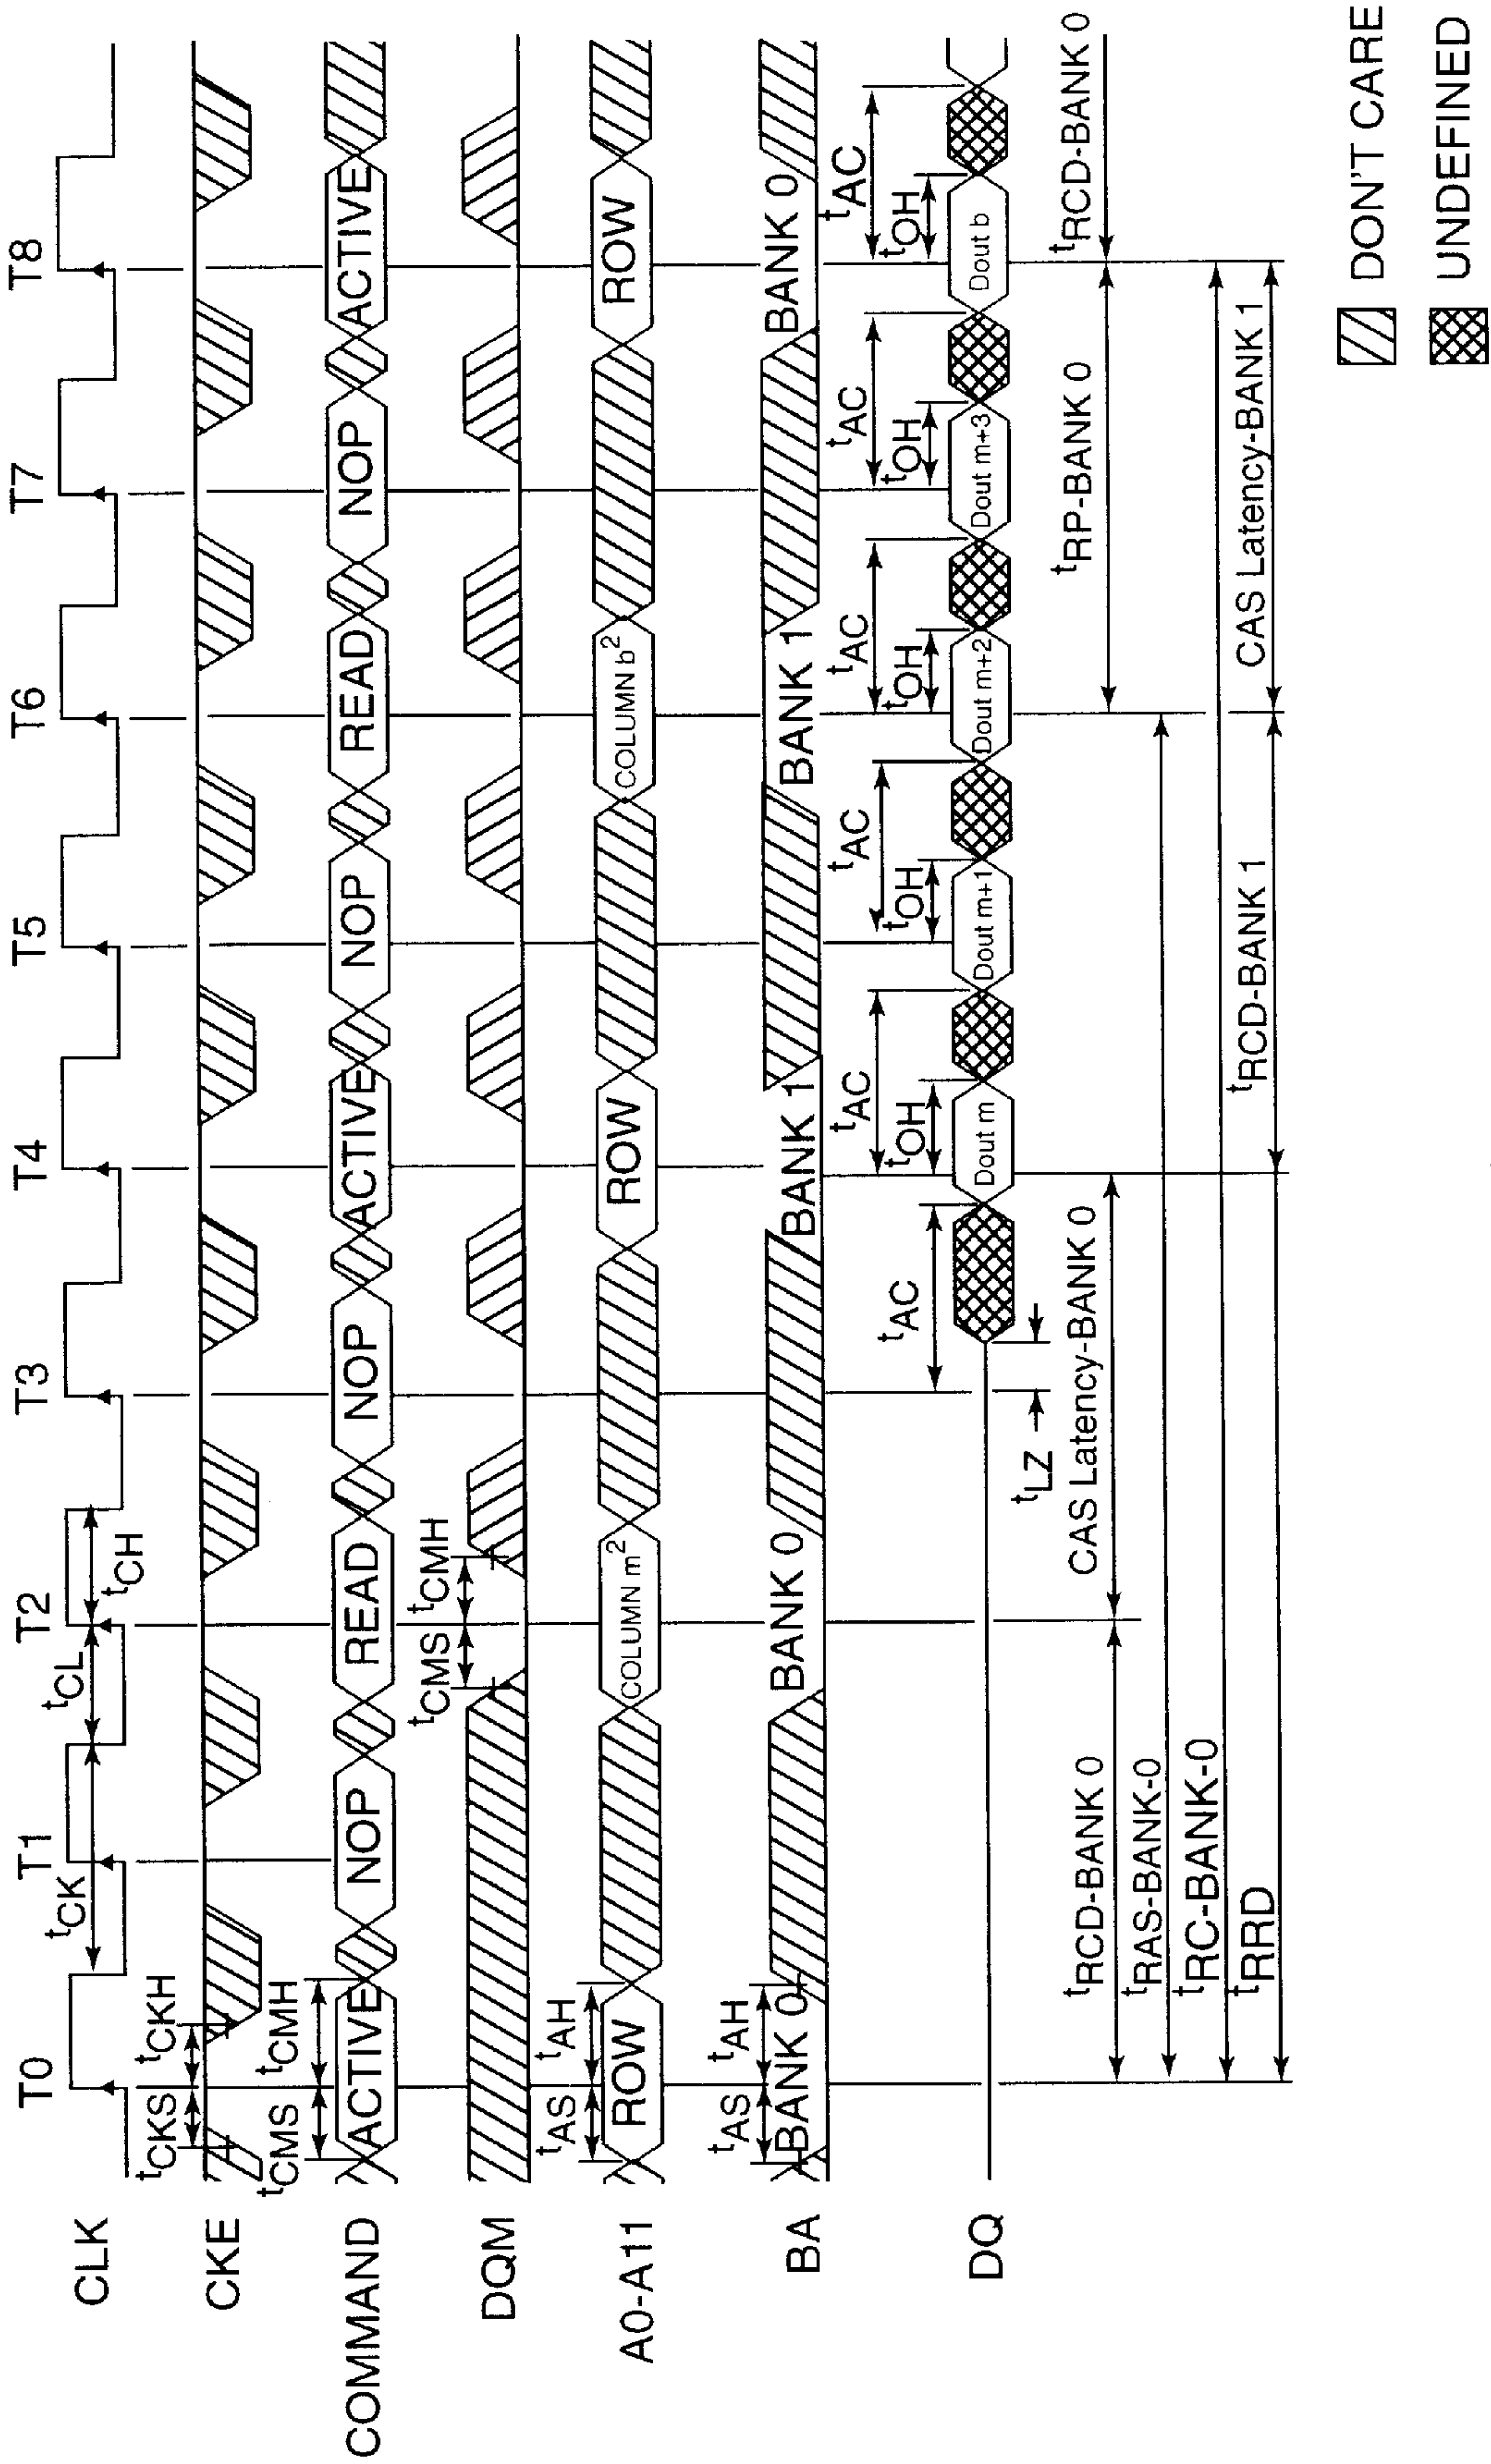 T0 T1 T2 T3 T4 T5 T6 T7 T8
CLK
tCK tCL tCH
tCKS tCKH
CKE
tCMS tCMH
COMMAND ACTIVE NOP READ NOP ACTIVE NOP READ NOP ACTIVE
tCMS tCMH
DQM
tAS tAH
A0-A11 ROW COLUMN m2 ROW COLUMN b2 ROW
tAS tAH
BA BANK 0 BANK 0 BANK 1 BANK 1 BANK 0
tAC tAC tAC tAC tAC tAC
tOH tOH tOH tOH tOH
DQ Dout m Dout m+1 Dout m+2 Dout m+3 Dout b
tLZ
tRCD-BANK 0 CAS Latency-BANK 0 tRP-BANK 0 tRCD-BANK 0
tRAS-BANK-0
tRC-BANK-0
tRRD tRCD-BANK 1 CAS Latency-BANK 1
DON'T CARE
UNDEFINED